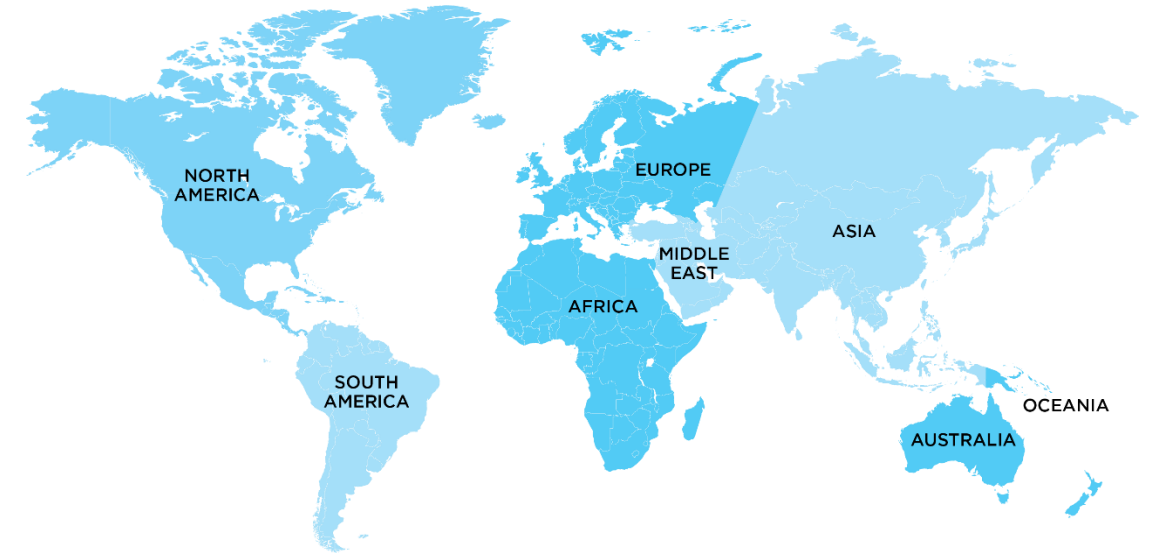 NORTH
AMERICA
EUROPE
ASIA
MIDDLE
EAST
AFRICA
SOUTH
AMERICA
OCEANIA
AUSTRALIA